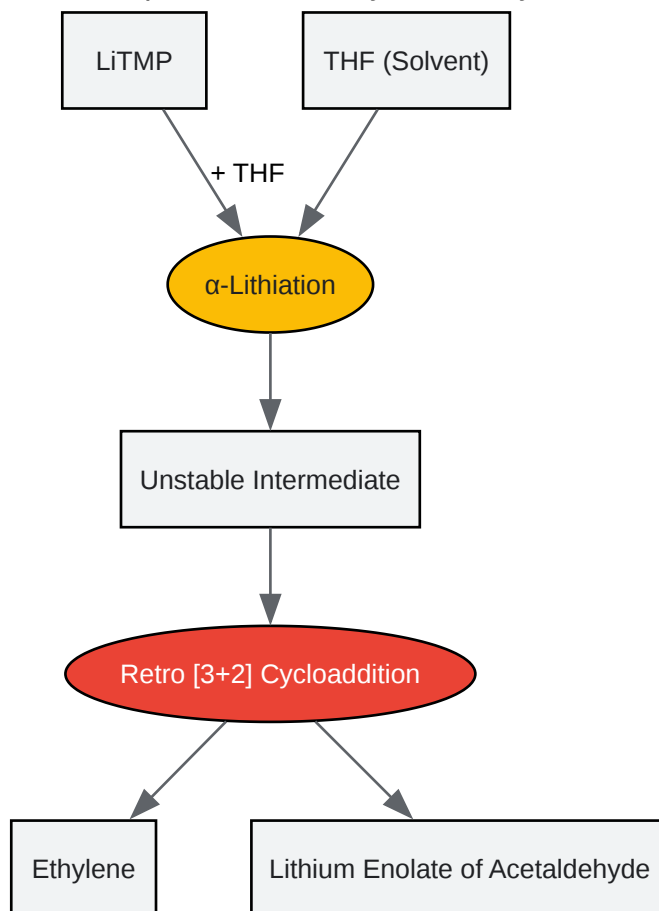 LiTMP
THF (Solvent)
+ THF
α-Lithiation
Unstable Intermediate
Retro [3+2] Cycloaddition
Ethylene
Lithium Enolate of Acetaldehyde